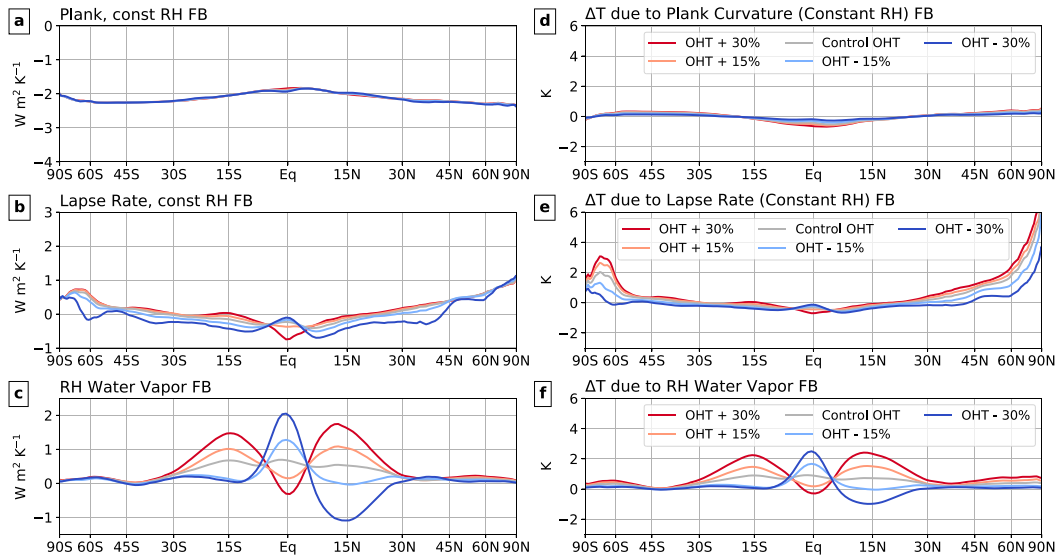 a Plank, const RH FB
W m² K⁻¹
0
−1
−2
−3
−4
90S 60S 45S 30S 15S Eq 15N 30N 45N 60N 90N
d ΔT due to Plank Curvature (Constant RH) FB
OHT + 30% Control OHT OHT - 30%
OHT + 15% OHT - 15%
K
6
4
2
0
−2
90S 60S 45S 30S 15S Eq 15N 30N 45N 60N 90N
b Lapse Rate, const RH FB
W m² K⁻¹
3
2
1
0
−1
90S 60S 45S 30S 15S Eq 15N 30N 45N 60N 90N
e ΔT due to Lapse Rate (Constant RH) FB
OHT + 30% Control OHT OHT - 30%
OHT + 15% OHT - 15%
K
6
4
2
0
−2
90S 60S 45S 30S 15S Eq 15N 30N 45N 60N 90N
c RH Water Vapor FB
W m² K⁻¹
2
1
0
−1
90S 60S 45S 30S 15S Eq 15N 30N 45N 60N 90N
f ΔT due to RH Water Vapor FB
OHT + 30% Control OHT OHT - 30%
OHT + 15% OHT - 15%
K
6
4
2
0
−2
90S 60S 45S 30S 15S Eq 15N 30N 45N 60N 90N